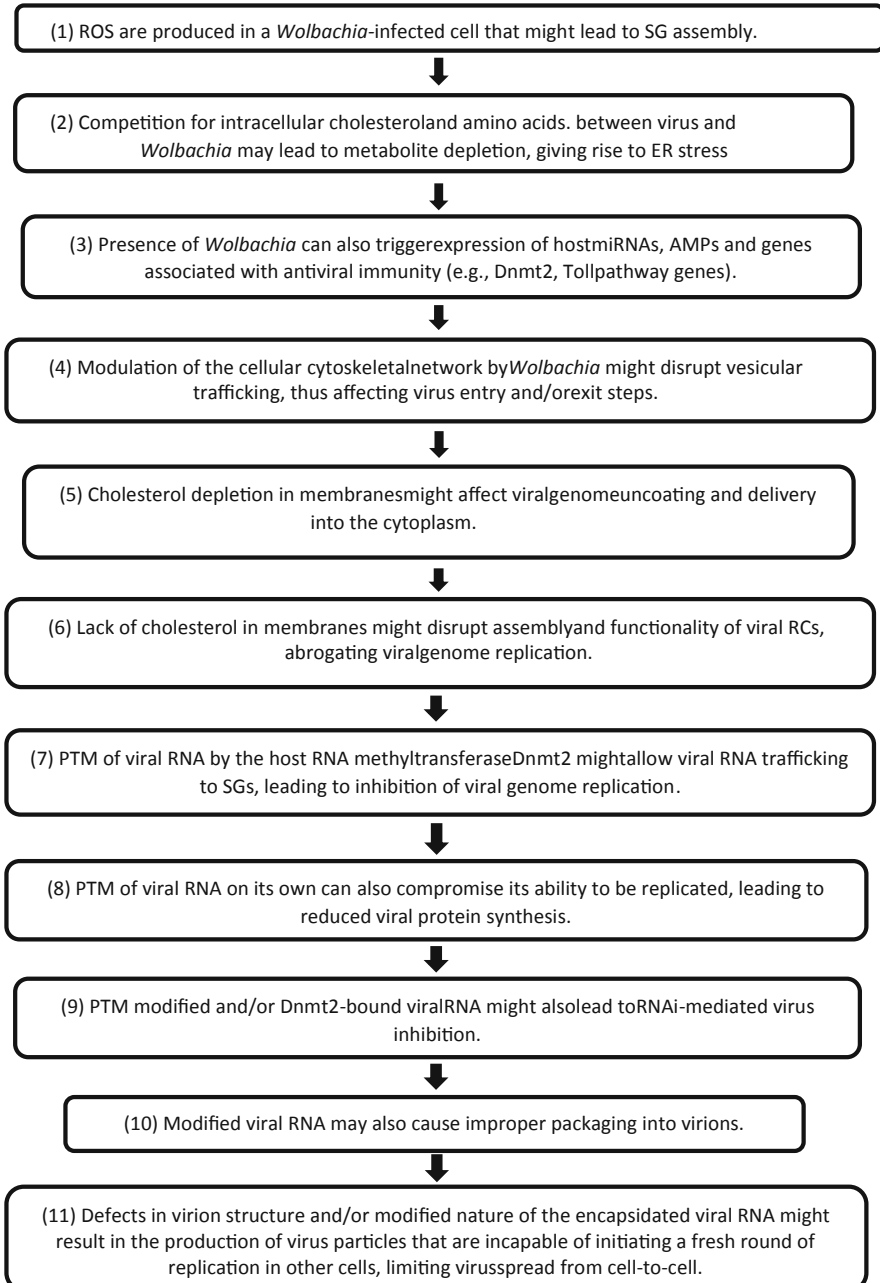 (1) ROS are produced in a Wolbachia-infected cell that might lead to SG assembly.
(2) Competition for intracellular cholesteroland amino acids. between virus and
Wolbachia may lead to metabolite depletion, giving rise to ER stress
(3) Presence of Wolbachia can also triggerexpression of hostmiRNAs, AMPs and genes
associated with antiviral immunity (e.g., Dnmt2, Tollpathway genes).
(4) Modulation of the cellular cytoskeletalnetwork byWolbachia might disrupt vesicular
trafficking, thus affecting virus entry and/orexit steps.
(5) Cholesterol depletion in membranesmight affect viralgenomeuncoating and delivery
into the cytoplasm.
(6) Lack of cholesterol in membranes might disrupt assemblyand functionality of viral RCs,
abrogating viralgenome replication.
(7) PTM of viral RNA by the host RNA methyltransferaseDnmt2 mightallow viral RNA trafficking
to SGs, leading to inhibition of viral genome replication.
(8) PTM of viral RNA on its own can also compromise its ability to be replicated, leading to
reduced viral protein synthesis.
(9) PTM modified and/or Dnmt2-bound viralRNA might alsolead toRNAi-mediated virus
inhibition.
(10) Modified viral RNA may also cause improper packaging into virions.
(11) Defects in virion structure and/or modified nature of the encapsidated viral RNA might
result in the production of virus particles that are incapable of initiating a fresh round of
replication in other cells, limiting virusspread from cell-to-cell.